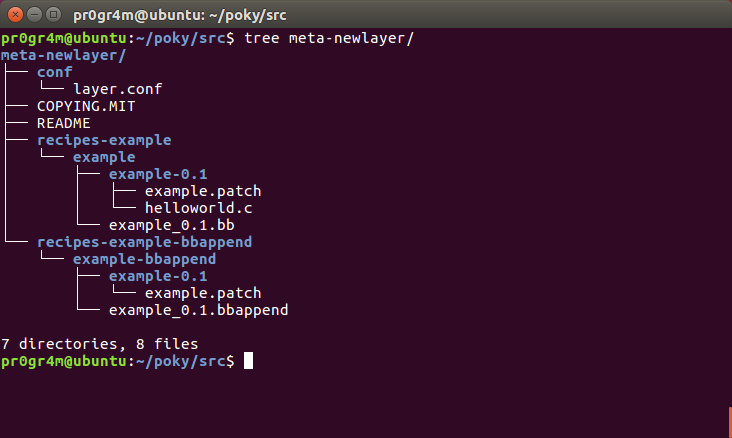 pr0gr4m@ubuntu: ~/poky/src
pr0gr4m@ubuntu:~/poky/src$ tree meta-newlayer/
meta-newlayer/
├── conf
│   └── layer.conf
├── COPYING.MIT
├── README
├── recipes-example
│   └── example
│       ├── example-0.1
│       │   ├── example.patch
│       │   └── helloworld.c
│       └── example_0.1.bb
└── recipes-example-bbappend
    └── example-bbappend
        ├── example-0.1
        │   └── example.patch
        └── example_0.1.bbappend
7 directories, 8 files
pr0gr4m@ubuntu:~/poky/src$